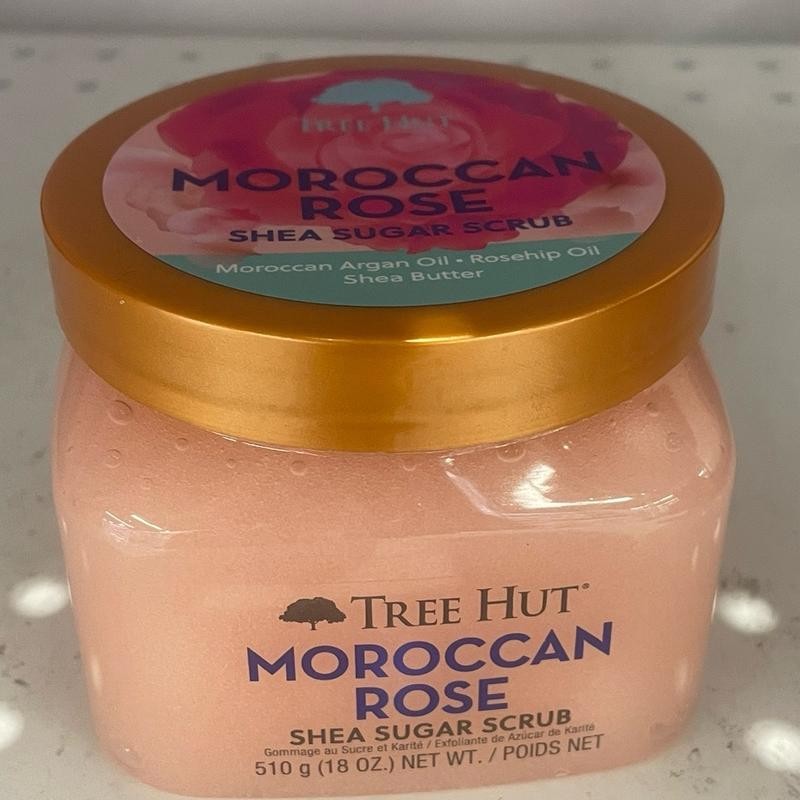 TREE HUT
MOROCCAN
ROSE
SHEA SUGAR SCRUB
Moroccan Argan Oil • Rosehip Oil
Shea Butter
TREE HUT®
MOROCCAN
ROSE
SHEA SUGAR SCRUB
Gommage au Sucre et Karité / Exfoliante de Azúcar de Karité
510 g (18 OZ.) NET WT. / POIDS NET